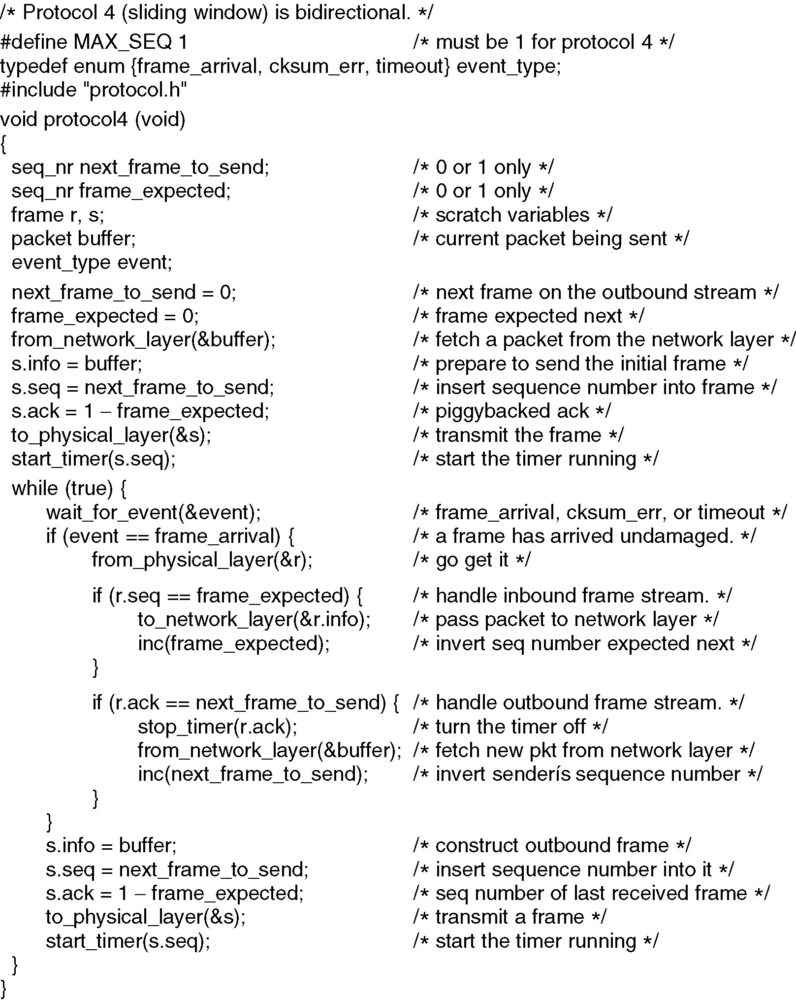 /* Protocol 4 (sliding window) is bidirectional. */
#define MAX_SEQ 1 /* must be 1 for protocol 4 */
typedef enum {frame_arrival, cksum_err, timeout} event_type;
#include "protocol.h"
void protocol4 (void)
{
seq_nr next_frame_to_send; /* 0 or 1 only */
seq_nr frame_expected; /* 0 or 1 only */
frame r, s; /* scratch variables */
packet buffer; /* current packet being sent */
event_type event;
next_frame_to_send = 0; /* next frame on the outbound stream */
frame_expected = 0; /* frame expected next */
from_network_layer(&buffer); /* fetch a packet from the network layer */
s.info = buffer; /* prepare to send the initial frame */
s.seq = next_frame_to_send; /* insert sequence number into frame */
s.ack = 1 – frame_expected; /* piggybacked ack */
to_physical_layer(&s); /* transmit the frame */
start_timer(s.seq); /* start the timer running */
while (true) {
wait_for_event(&event); /* frame_arrival, cksum_err, or timeout */
if (event == frame_arrival) { /* a frame has arrived undamaged. */
from_physical_layer(&r); /* go get it */
if (r.seq == frame_expected) { /* handle inbound frame stream. */
to_network_layer(&r.info); /* pass packet to network layer */
inc(frame_expected); /* invert seq number expected next */
}
if (r.ack == next_frame_to_send) { /* handle outbound frame stream. */
stop_timer(r.ack); /* turn the timer off */
from_network_layer(&buffer); /* fetch new pkt from network layer */
inc(next_frame_to_send); /* invert senderís sequence number */
}
}
s.info = buffer; /* construct outbound frame */
s.seq = next_frame_to_send; /* insert sequence number into it */
s.ack = 1 – frame_expected; /* seq number of last received frame */
to_physical_layer(&s); /* transmit a frame */
start_timer(s.seq); /* start the timer running */
}
}